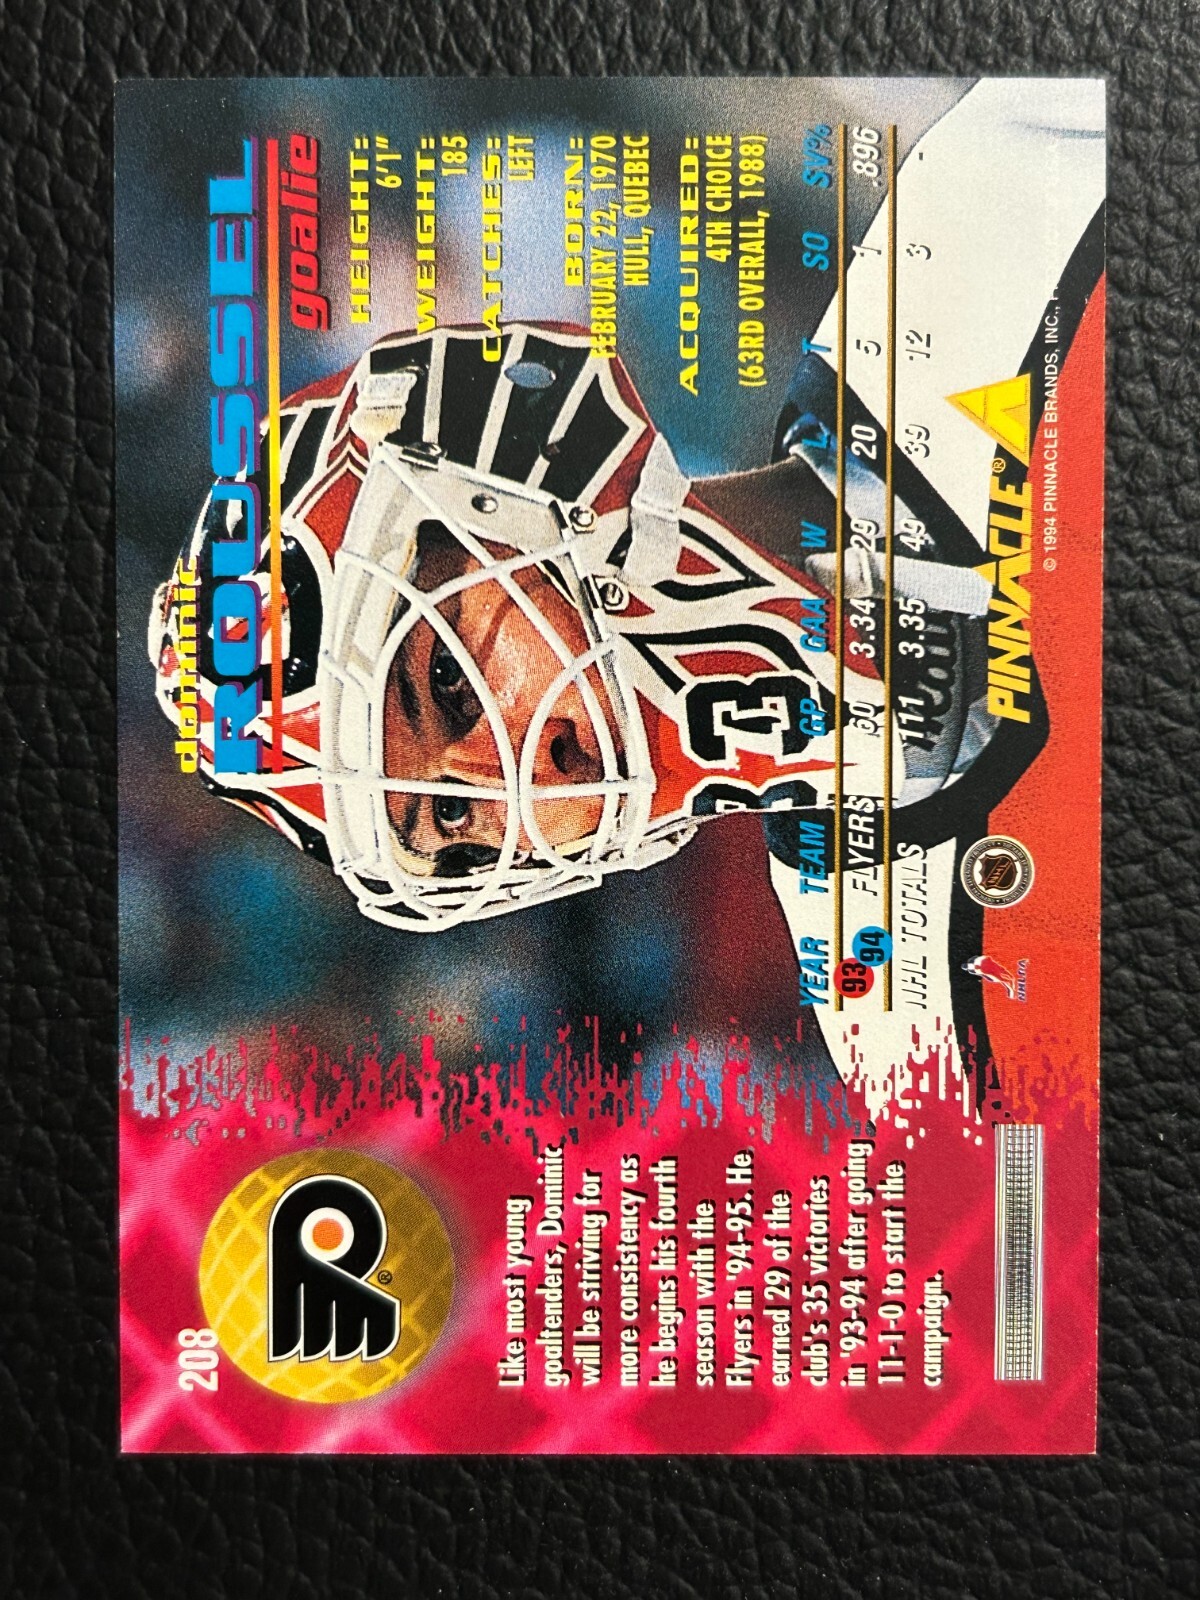 208
Like most young
goaltenders, Dominic
will be striving for
more consistency as
he begins his fourth
season with the
Flyers in '94-95. He
earned 29 of the
club's 35 victories
in '93-94 after going
11-1-0 to start the
campaign.
dominic
ROUSSEL
goalie
HEIGHT:
6'1"
WEIGHT:
185
CATCHES:
LEFT
BORN:
FEBRUARY 22, 1970
HULL, QUEBEC
ACQUIRED:
4TH CHOICE
(63RD OVERALL, 1988)
33
YEAR TEAM GP GAA W L T SO SV%
93 94 FLYERS 60 3.34 29 20 5 1 .896
NHL TOTALS 111 3.35 49 39 12 3 -
NHLPA
NHL
PINNACLE®
© 1994 PINNACLE BRANDS, INC.,